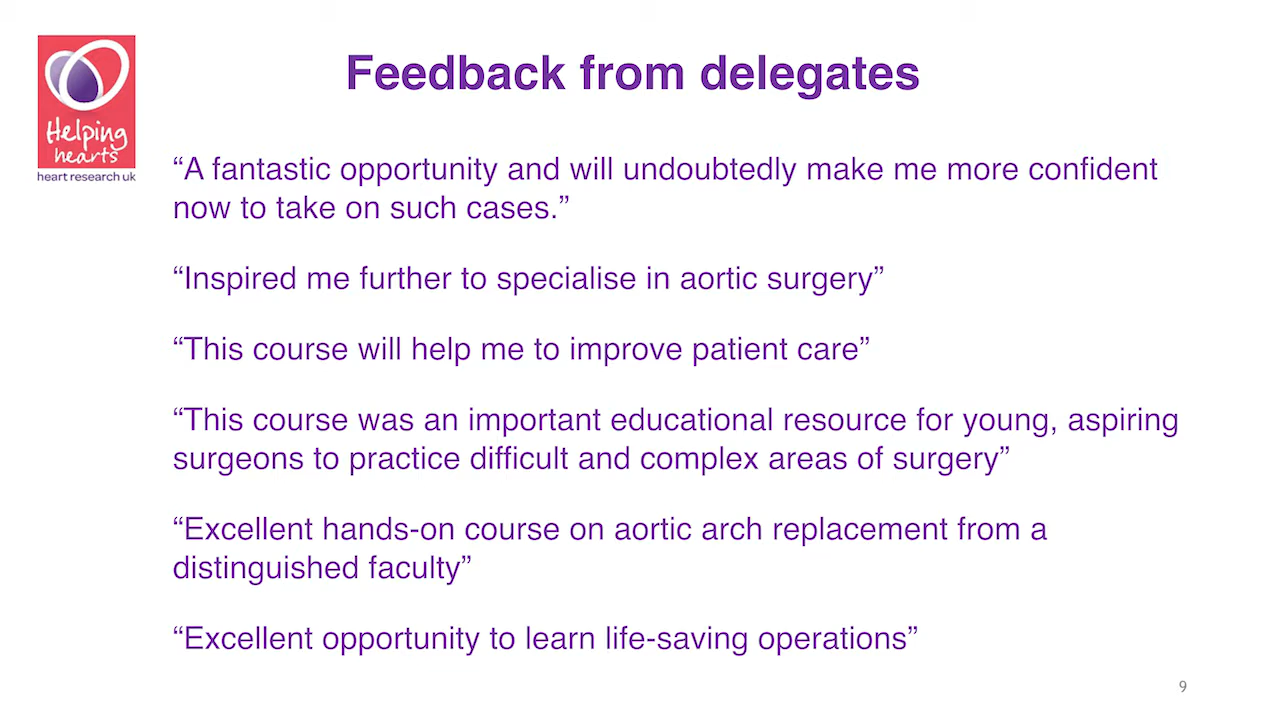 Helping
hearts
heart research uk
Feedback from delegates
“A fantastic opportunity and will undoubtedly make me more confident
now to take on such cases.”
“Inspired me further to specialise in aortic surgery”
“This course will help me to improve patient care”
“This course was an important educational resource for young, aspiring
surgeons to practice difficult and complex areas of surgery”
“Excellent hands-on course on aortic arch replacement from a
distinguished faculty”
“Excellent opportunity to learn life-saving operations”
9